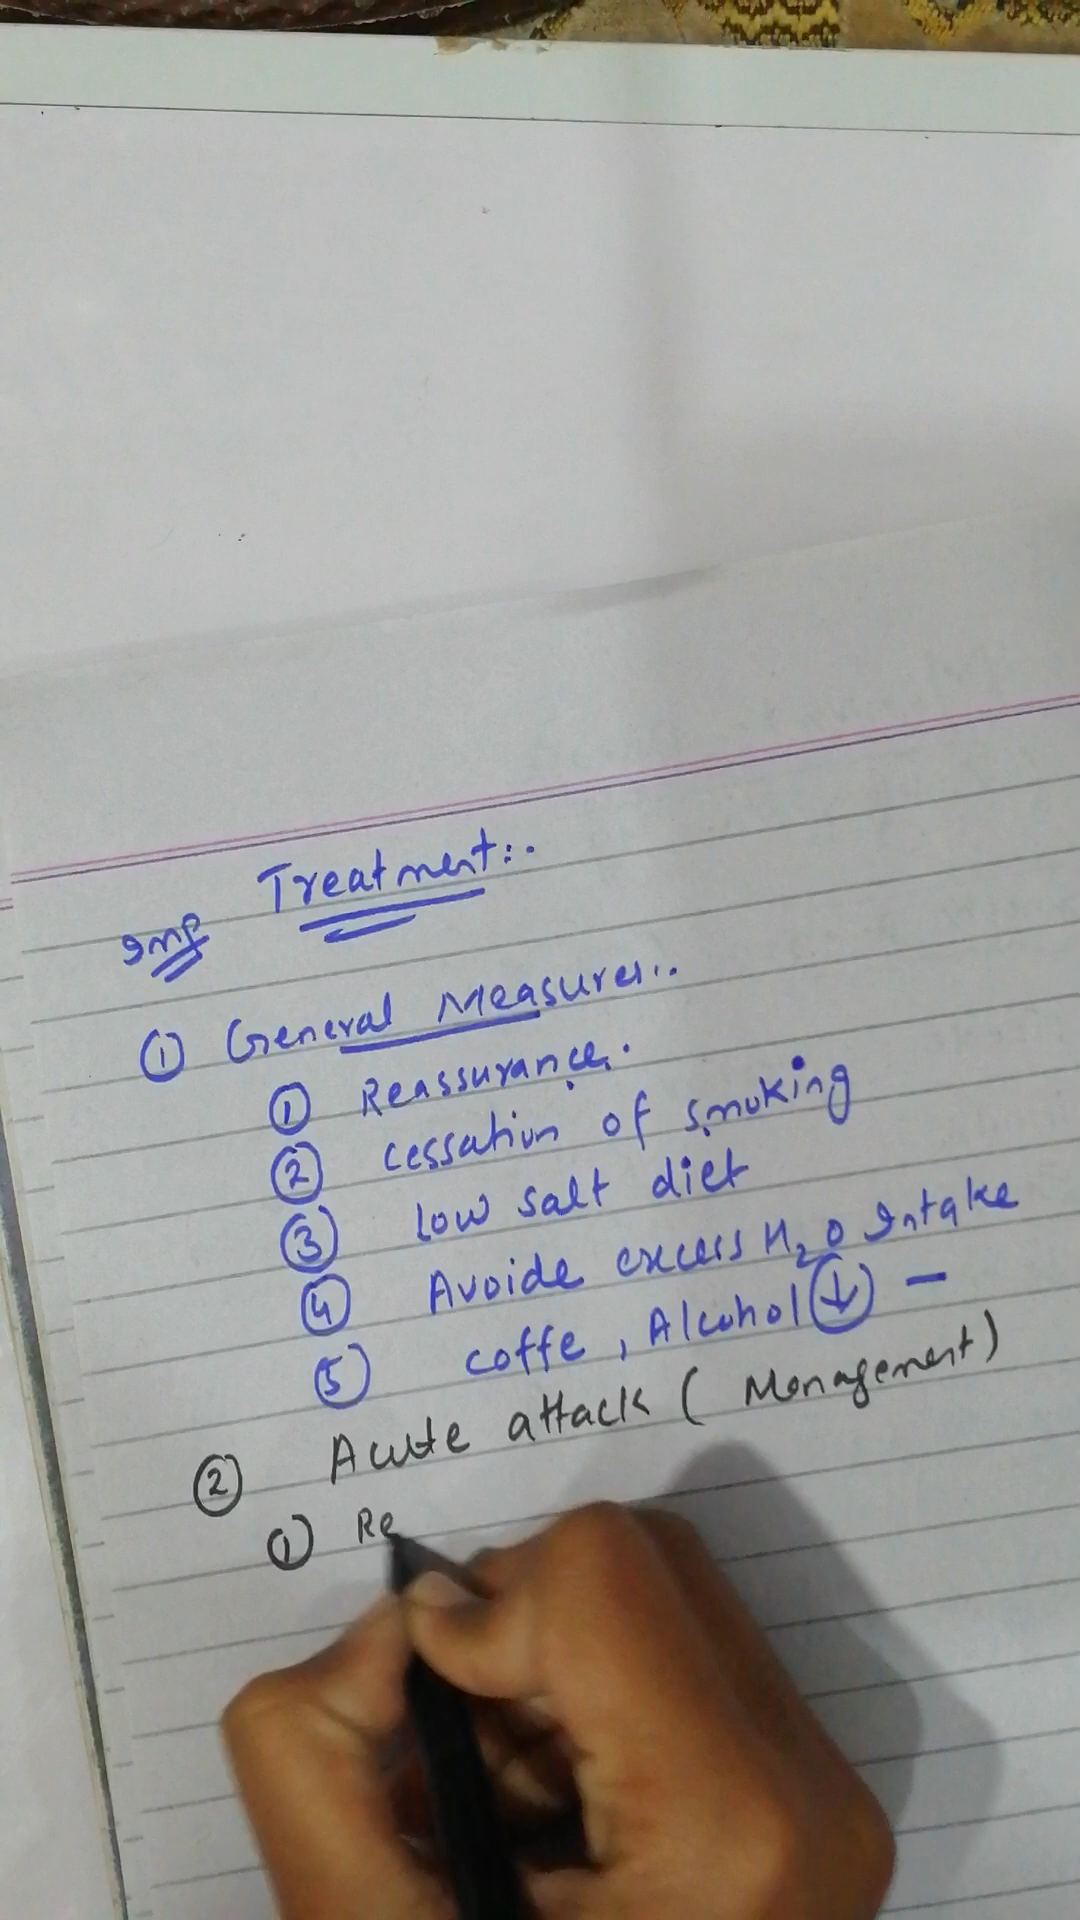 Treatment:.
Imp
① General Measures..
① Reassurance.
② cessation of smoking
③ low salt diet
④ Avoide excess H₂O Intake
⑤ coffe, Alcohol ↓ —
② Acute attack (Management)
① Re